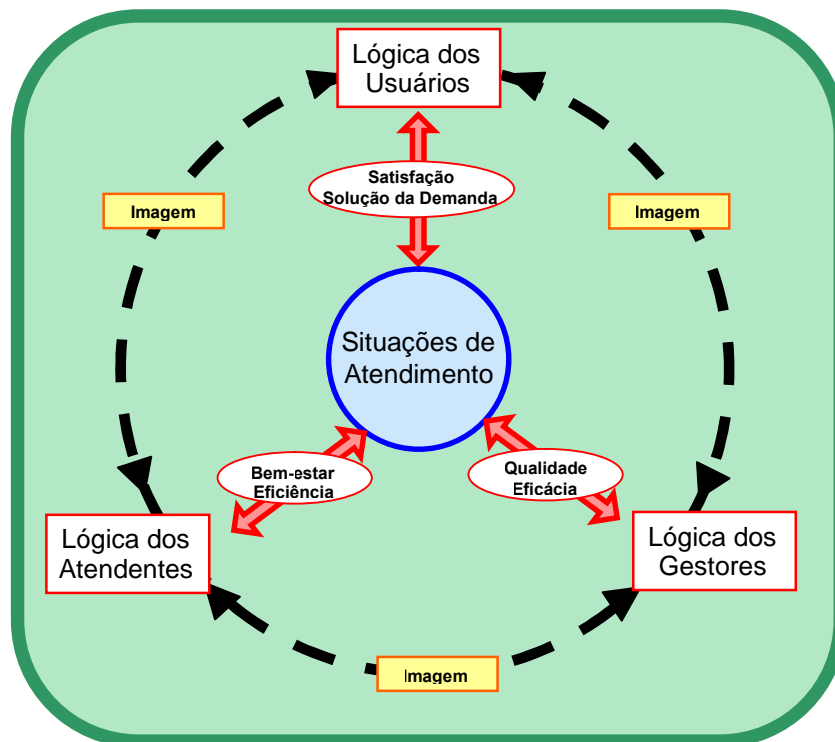 Lógica dos
Usuários
Satisfação
Solução da Demanda
Imagem
Imagem
Situações de
Atendimento
Bem-estar
Eficiência
Qualidade
Eficácia
Lógica dos
Atendentes
Lógica dos
Gestores
Imagem